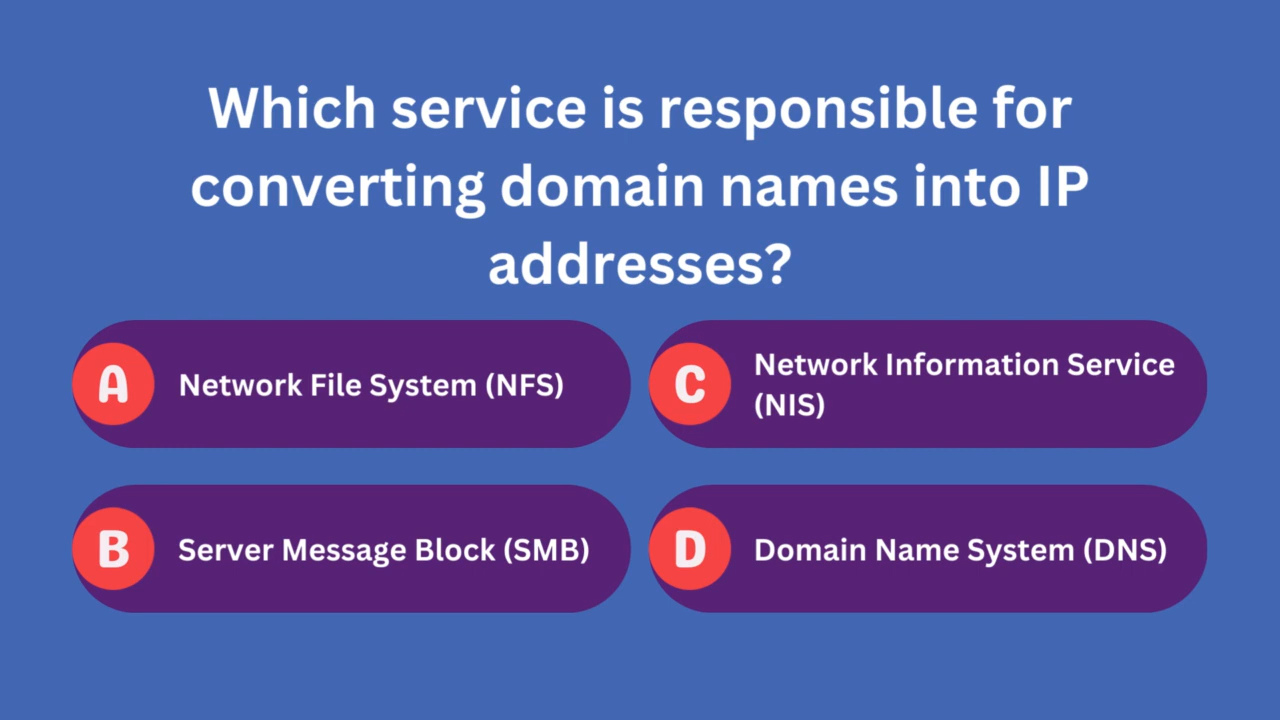 Which service is responsible for
converting domain names into IP
addresses?
A
Network File System (NFS)
B
Server Message Block (SMB)
C
Network Information Service
(NIS)
D
Domain Name System (DNS)